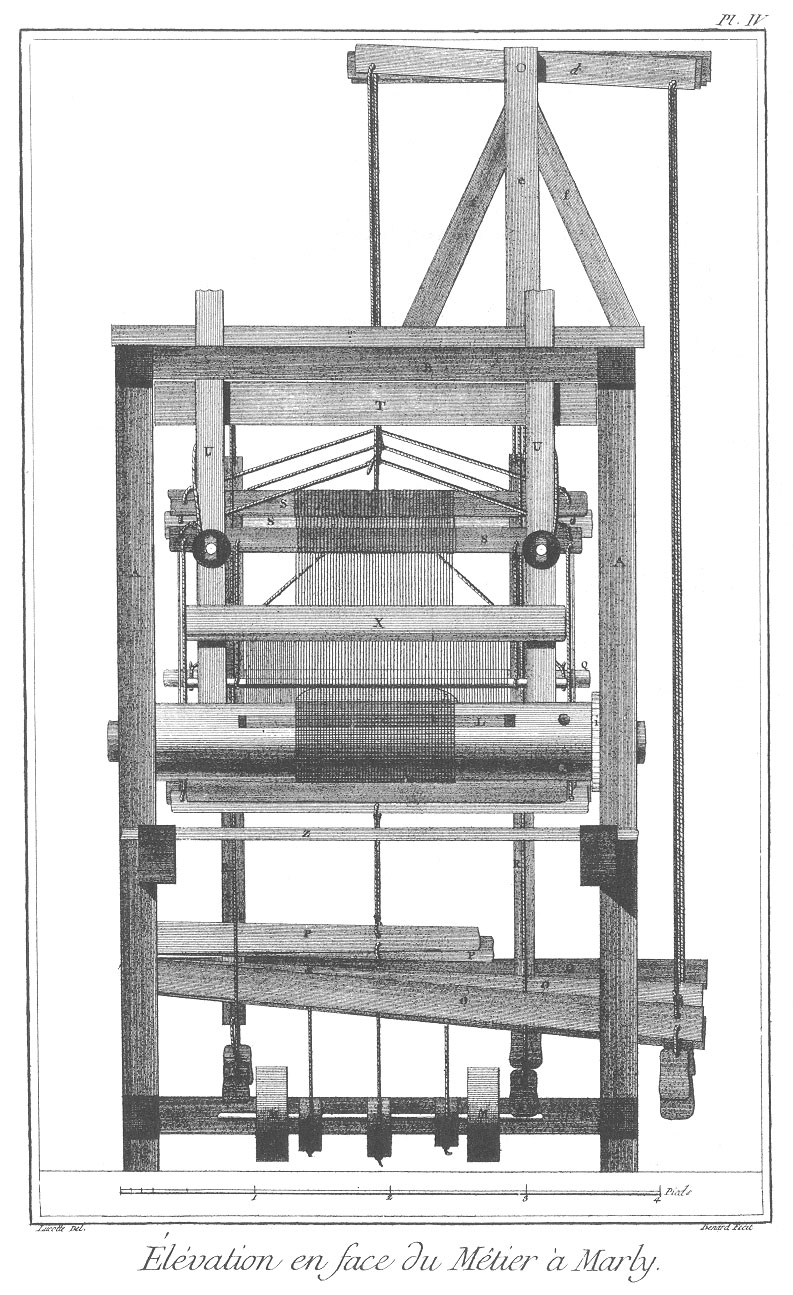 Pl. IV
O d
e f
B
T
U U
S
S S
A A
X
Q
L
Z
P
P
O
O
M M
1 2 3 4 Pieds
Lucotte Del. Benard Fecit
Élévation en face du Métier à Marly.